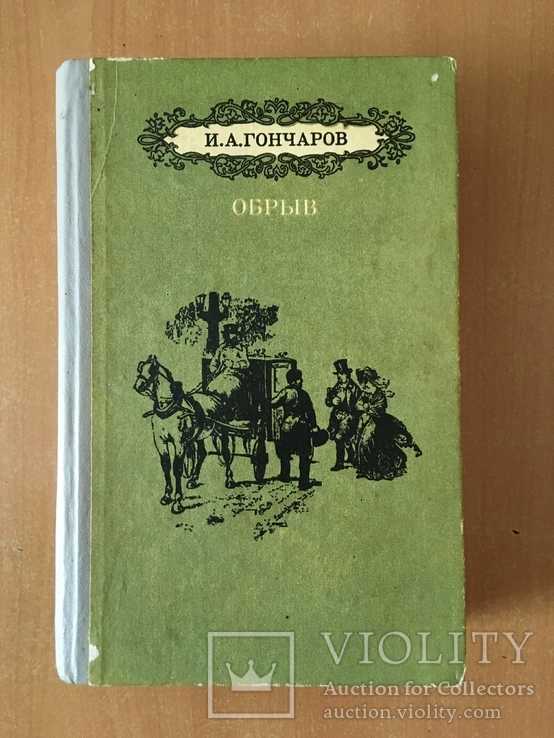 И.А.ГОНЧАРОВ
ОБРЫВ
VIOLITY
Auction for Collectors
auction.violity.com